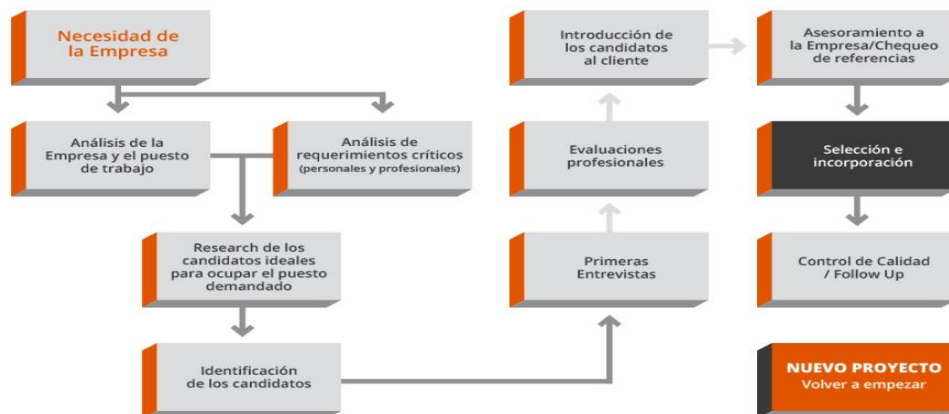 Necesidad de
la Empresa
Análisis de la
Empresa y el puesto
de trabajo
Análisis de
requerimientos críticos
(personales y profesionales)
Research de los
candidatos ideales
para ocupar el puesto
demandado
Identificación
de los candidatos
Primeras
Entrevistas
Evaluaciones
profesionales
Introducción de
los candidatos
al cliente
Asesoramiento a
la Empresa/Chequeo
de referencias
Selección e
incorporación
Control de Calidad
/ Follow Up
NUEVO PROYECTO
Volver a empezar